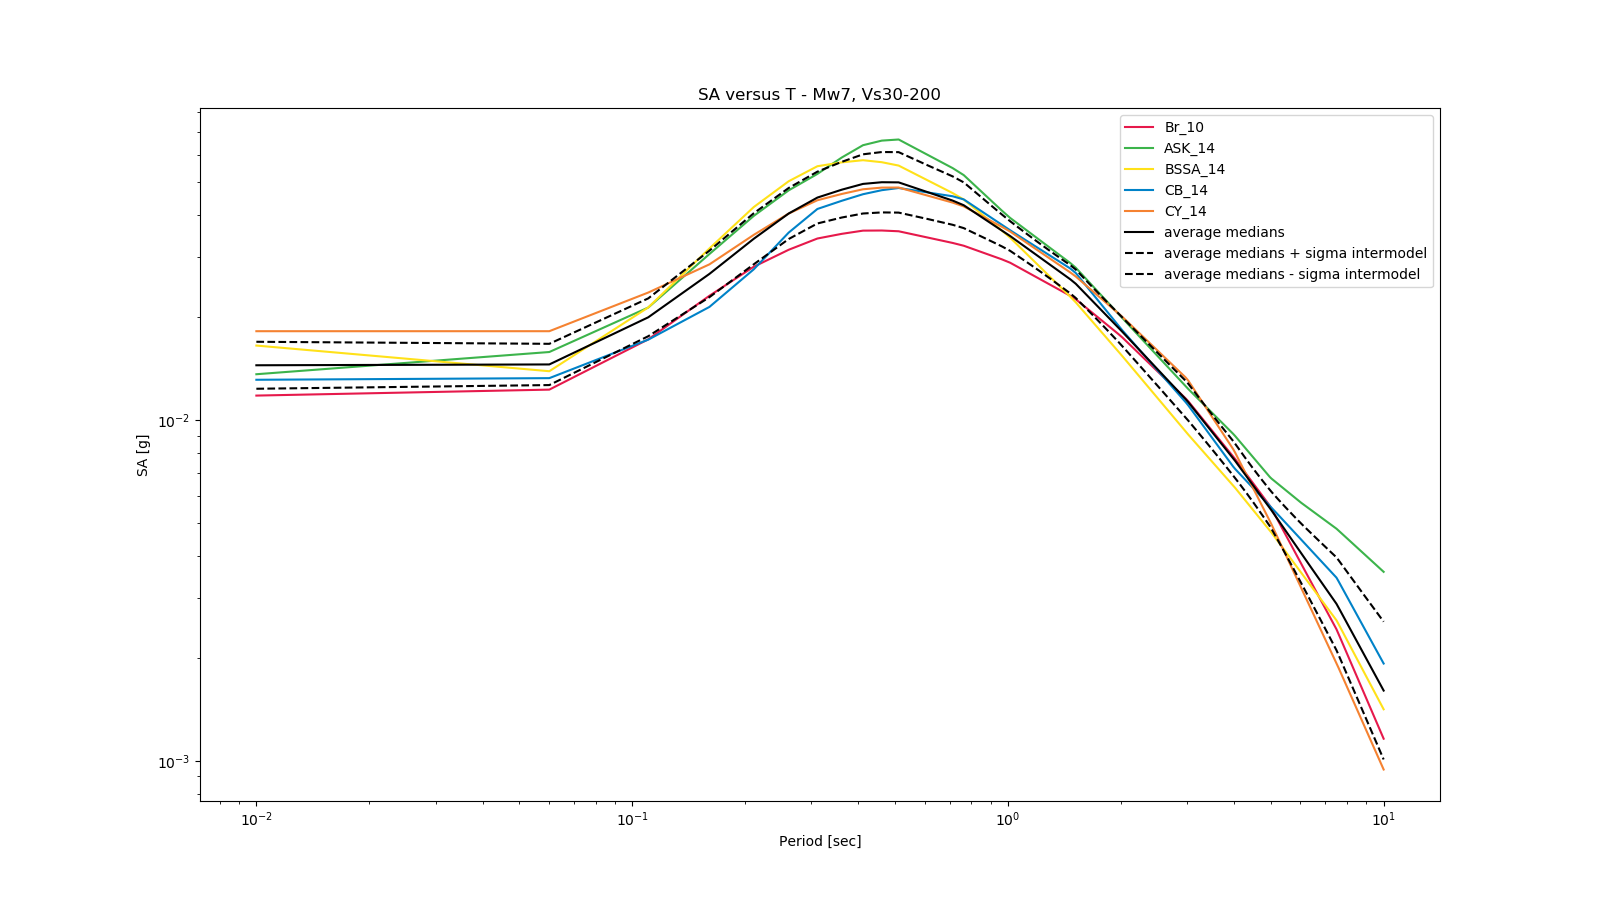 SA versus T - Mw7, Vs30-200
Br_10
ASK_14
BSSA_14
CB_14
CY_14
average medians
average medians + sigma intermodel
average medians - sigma intermodel
SA [g]
10⁻²
10⁻³
10⁻² 10⁻¹ 10⁰ 10¹
Period [sec]